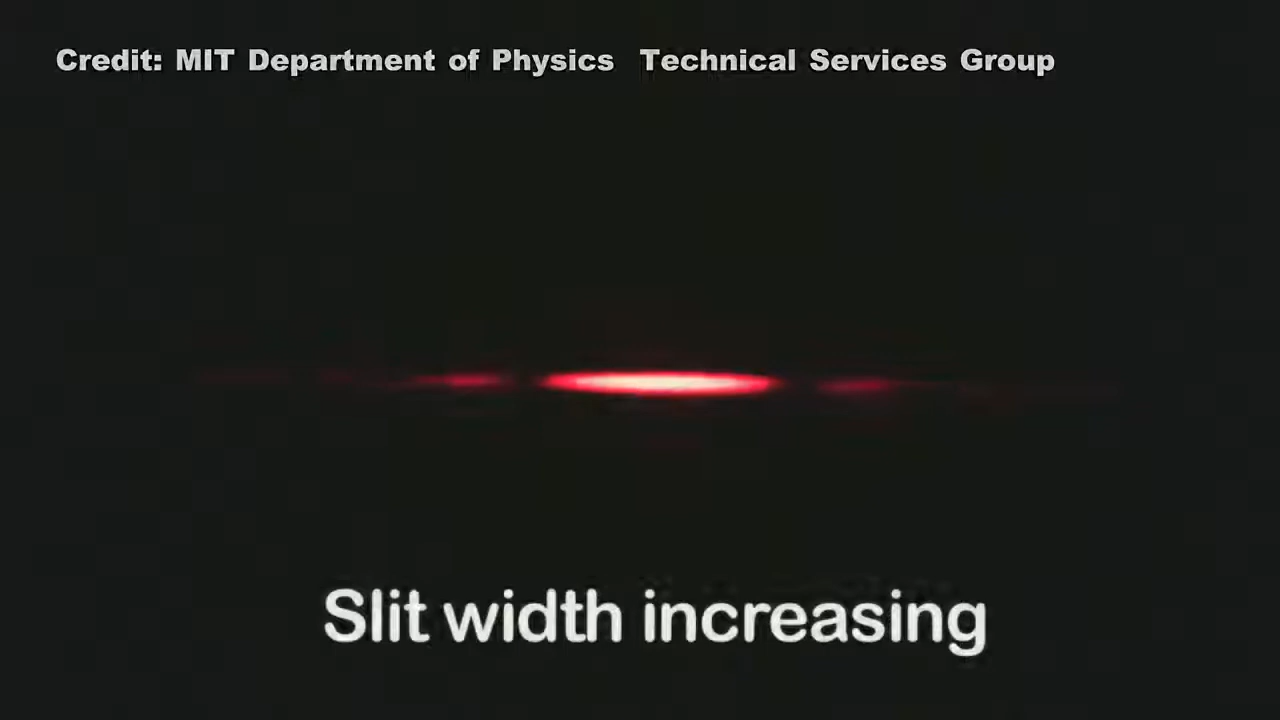 Credit: MIT Department of Physics Technical Services Group
Slit width increasing